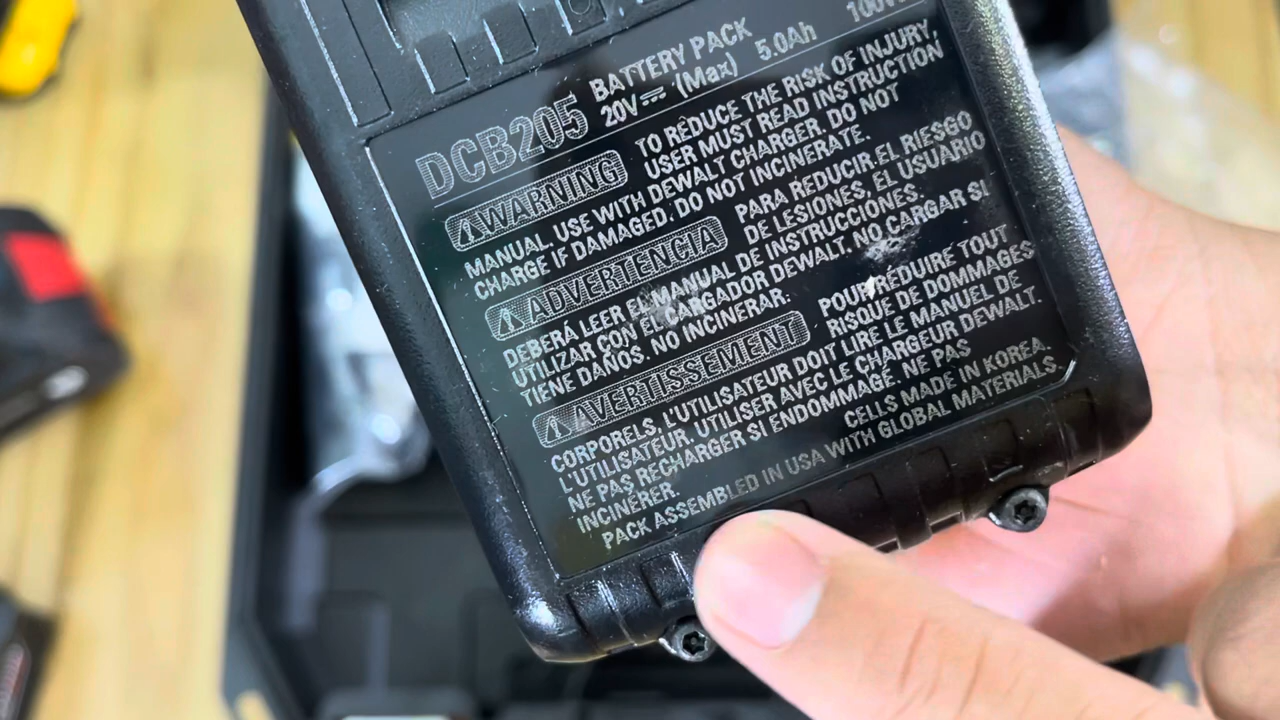 DCB205 BATTERY PACK
20V (Max) 5.0Ah
WARNING TO REDUCE THE RISK OF INJURY,
USER MUST READ INSTRUCTION
MANUAL. USE WITH DEWALT CHARGER. DO NOT
CHARGE IF DAMAGED. DO NOT INCINERATE.
ADVERTENCIA PARA REDUCIR EL RIESGO
DE LESIONES, EL USUARIO
DEBERÁ LEER EL MANUAL DE INSTRUCCIONES.
UTILIZAR CON EL CARGADOR DEWALT. NO CARGAR SI
TIENE DAÑOS. NO INCINERAR.
AVERTISSEMENT POUR RÉDUIRE TOUT
RISQUE DE DOMMAGES
CORPORELS, L'UTILISATEUR DOIT LIRE LE MANUEL DE
L'UTILISATEUR. UTILISER AVEC LE CHARGEUR DEWALT.
NE PAS RECHARGER SI ENDOMMAGÉ. NE PAS
INCINÉRER. CELLS MADE IN KOREA.
PACK ASSEMBLED IN USA WITH GLOBAL MATERIALS.